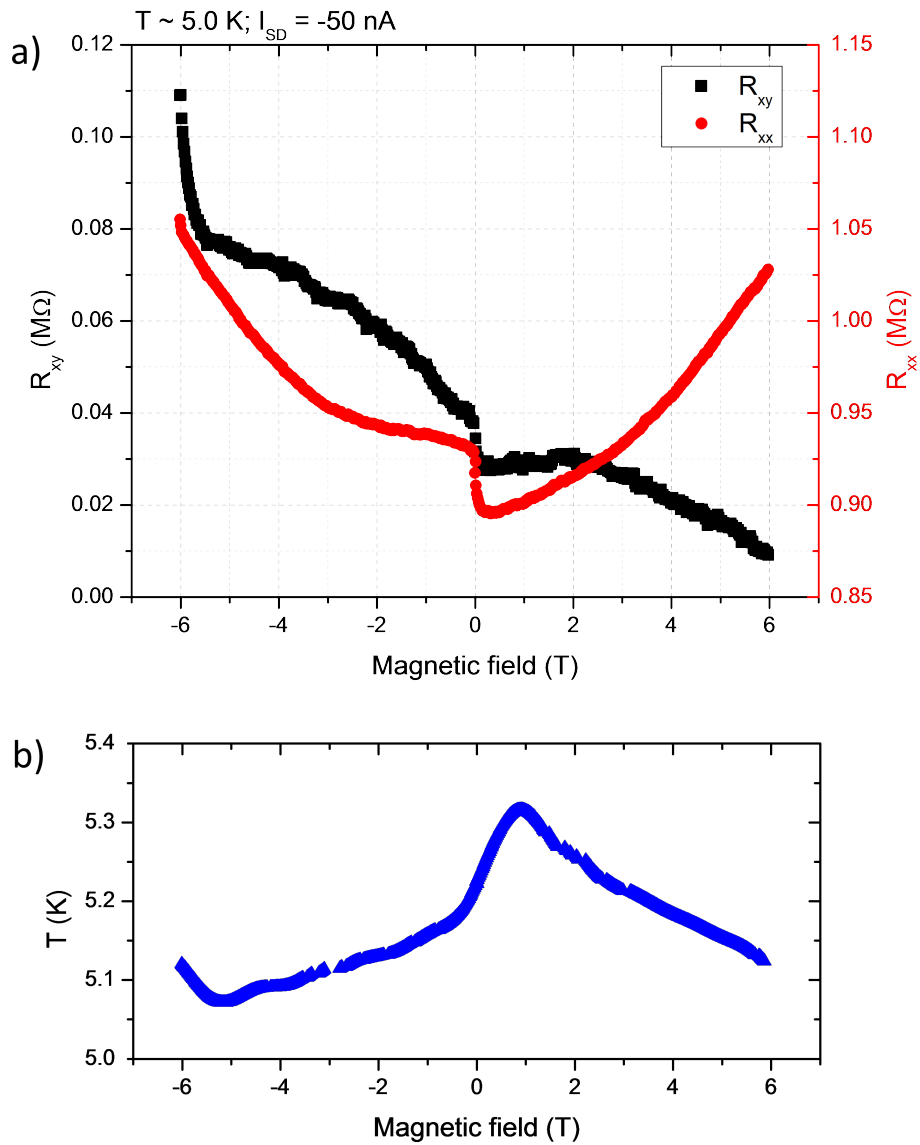 T ~ 5.0 K; I_SD = -50 nA
a)
0.12
0.10
0.08
0.06
0.04
0.02
0.00
R_xy (MΩ)
R_xy
R_xx
1.15
1.10
1.05
1.00
0.95
0.90
0.85
R_xx (MΩ)
-6 -4 -2 0 2 4 6
Magnetic field (T)
b)
5.4
5.3
5.2
5.1
5.0
T (K)
-6 -4 -2 0 2 4 6
Magnetic field (T)